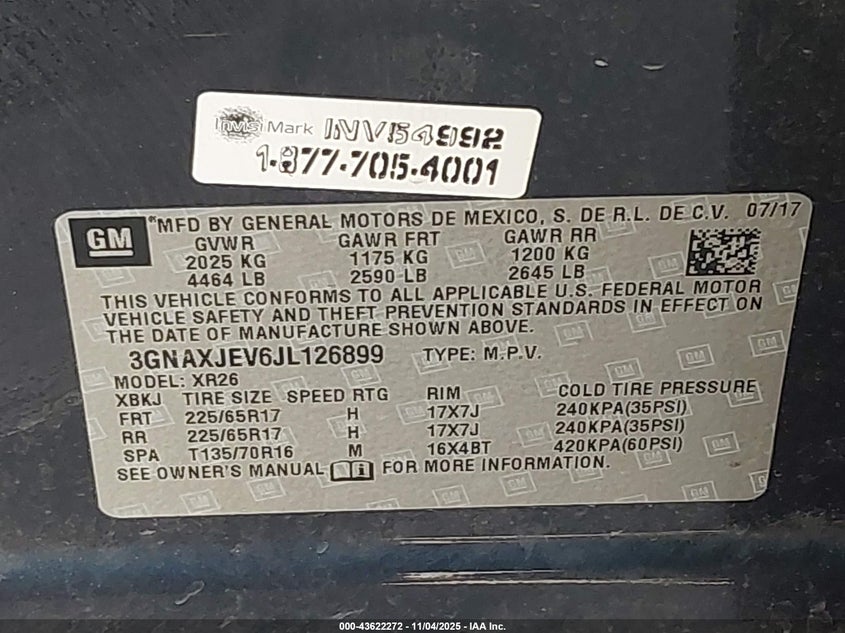 InvisiMark INV54992
1-877-705-4001
GM
MFD BY GENERAL MOTORS DE MEXICO, S. DE R.L. DE C.V. 07/17
GVWR GAWR FRT GAWR RR
2025 KG 1175 KG 1200 KG
4464 LB 2590 LB 2645 LB
THIS VEHICLE CONFORMS TO ALL APPLICABLE U.S. FEDERAL MOTOR
VEHICLE SAFETY AND THEFT PREVENTION STANDARDS IN EFFECT ON
THE DATE OF MANUFACTURE SHOWN ABOVE.
3GNAXJEV6JL126899 TYPE: M.P.V.
MODEL: XR26
XBKJ TIRE SIZE SPEED RTG RIM COLD TIRE PRESSURE
FRT 225/65R17 H 17X7J 240KPA(35PSI)
RR 225/65R17 H 17X7J 240KPA(35PSI)
SPA T135/70R16 M 16X4BT 420KPA(60PSI)
SEE OWNER'S MANUAL FOR MORE INFORMATION.
000-43622272 - 11/04/2025 - IAA Inc.